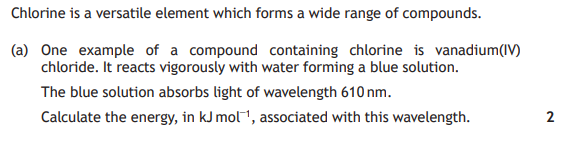 Chlorine is a versatile element which forms a wide range of compounds.
(a) One example of a compound containing chlorine is vanadium(IV)
chloride. It reacts vigorously with water forming a blue solution.
The blue solution absorbs light of wavelength 610 nm.
Calculate the energy, in kJ mol⁻¹, associated with this wavelength. 2